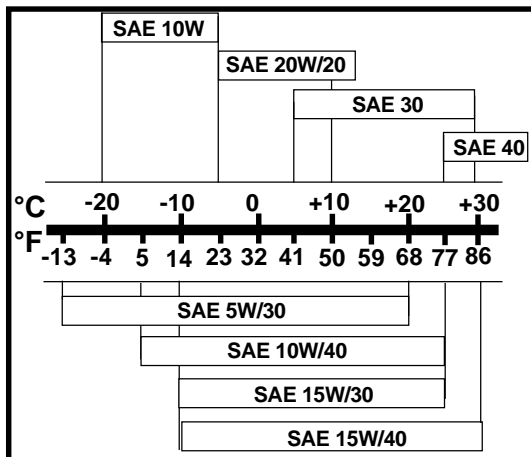 SAE 10W
SAE 20W/20
SAE 30
SAE 40
°C -20 -10 0 +10 +20 +30
°F -13 -4 5 14 23 32 41 50 59 68 77 86
SAE 5W/30
SAE 10W/40
SAE 15W/30
SAE 15W/40